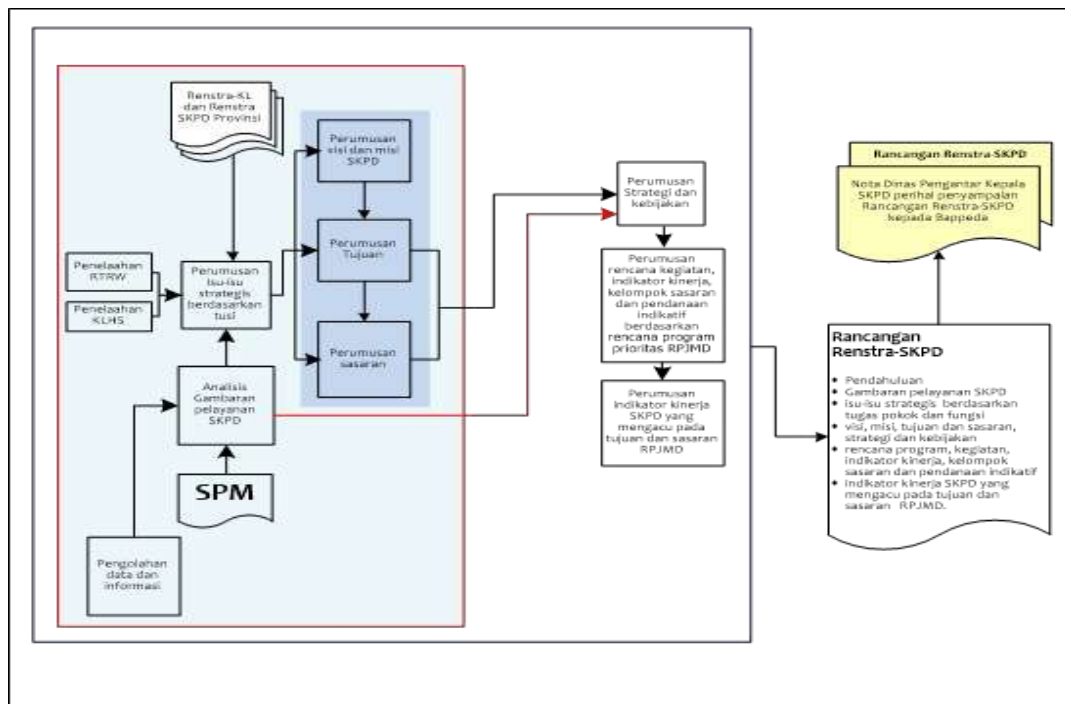 Renstra-KL
dan Renstra
SKPD Provinsi
Perumusan
visi dan misi
SKPD
Perumusan
Tujuan
Perumusan
sasaran
Penelaahan
RTRW
Penelaahan
KLHS
Perumusan
isu-isu
strategis
berdasarkan
tusi
Analisis
Gambaran
pelayanan
SKPD
SPM
Pengolahan
data dan
informasi
Perumusan
Strategi dan
kebijakan
Perumusan
rencana kegiatan,
indikator kinerja,
kelompok sasaran
dan pendanaan
indikatif
berdasarkan
rencana program
prioritas RPJMD
Perumusan
indikator kinerja
SKPD yang
mengacu pada
tujuan dan sasaran
RPJMD
Rancangan Renstra-SKPD
Nota Dinas Pengantar Kepala
SKPD perihal penyampaian
Rancangan Renstra-SKPD
kepada Bappeda
Rancangan
Renstra-SKPD
• Pendahuluan
• Gambaran pelayanan SKPD
• isu-isu strategis berdasarkan
tugas pokok dan fungsi
• visi, misi, tujuan dan sasaran,
strategi dan kebijakan
• rencana program, kegiatan,
indikator kinerja, kelompok
sasaran dan pendanaan indikatif
• indikator kinerja SKPD yang
mengacu pada tujuan dan
sasaran RPJMD.